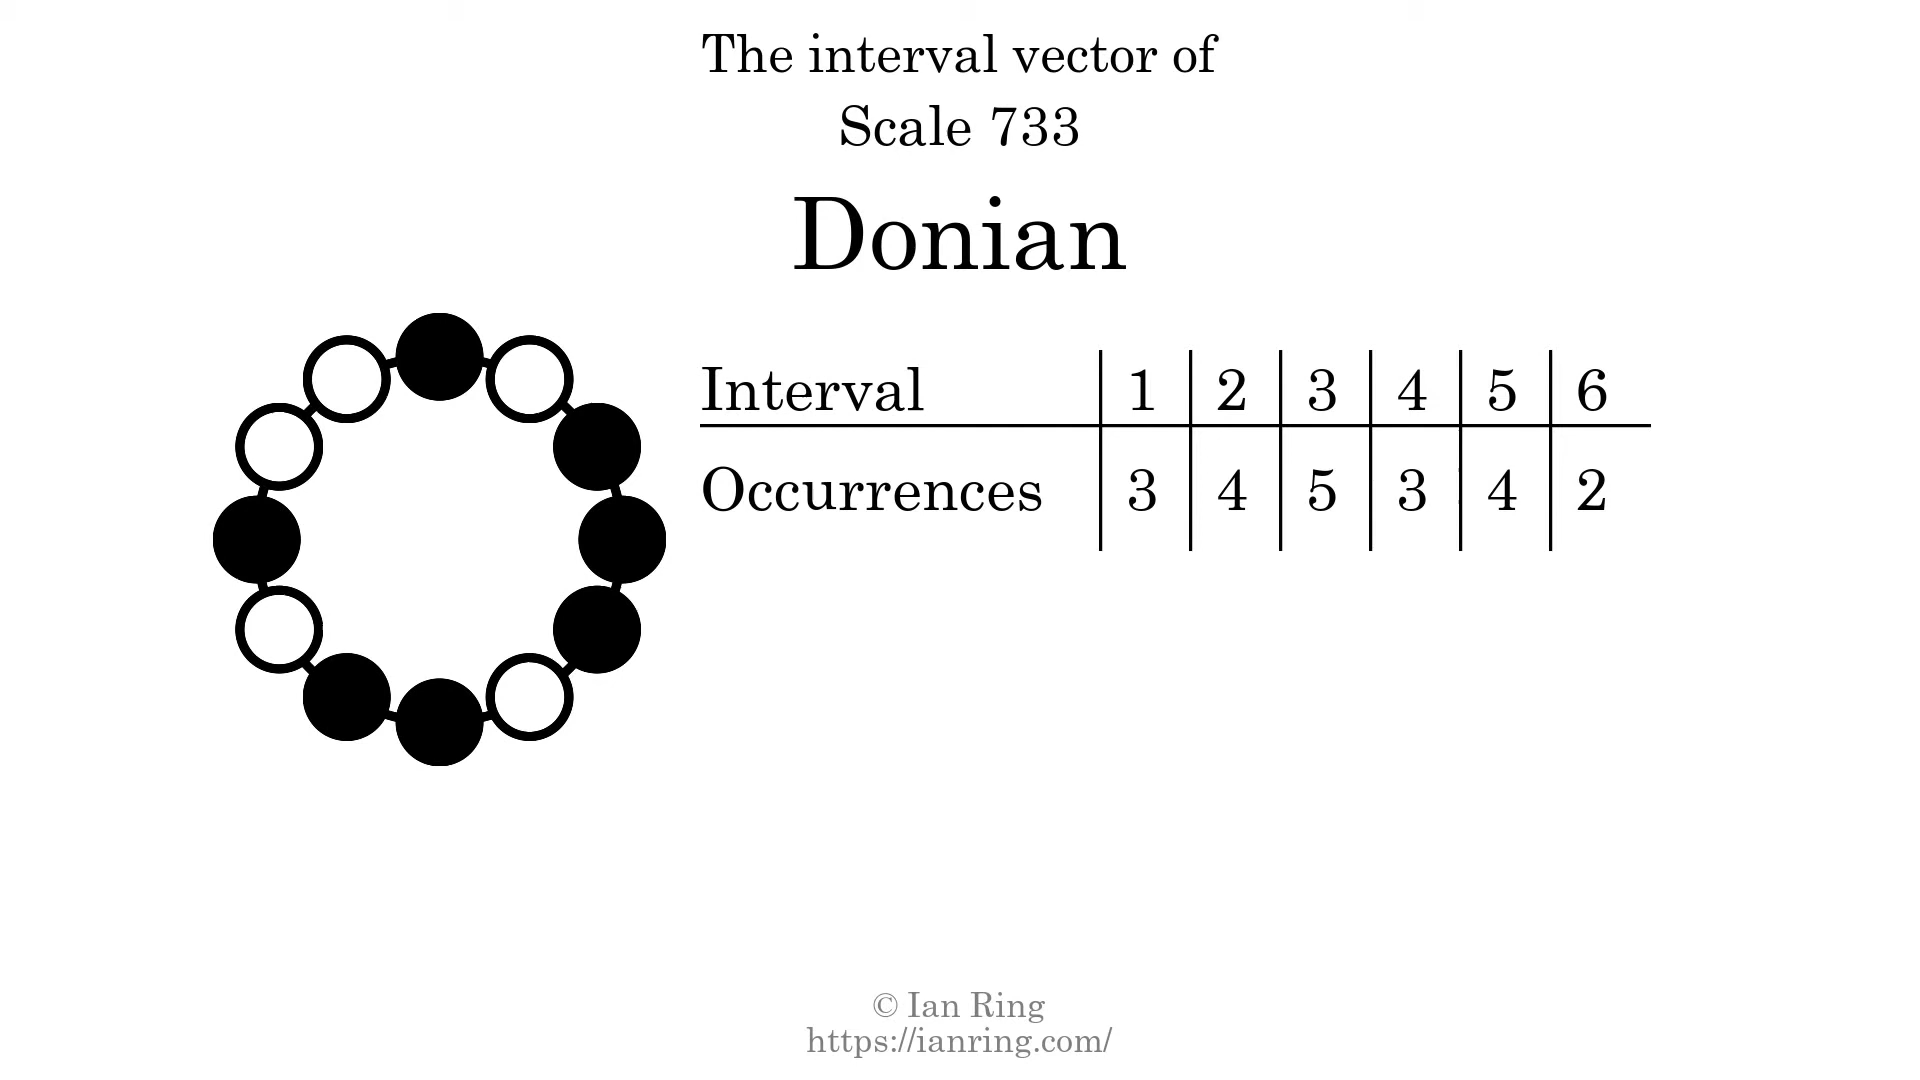 The interval vector of
Scale 733
Donian
Interval 1 2 3 4 5 6
Occurrences 3 4 5 3 4 2
© Ian Ring
https://ianring.com/